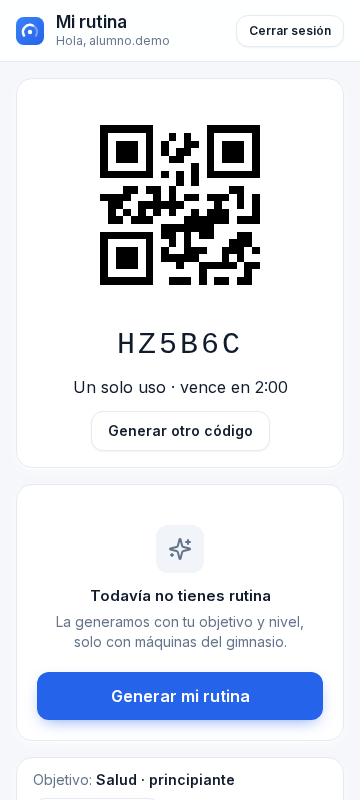 Mi rutina
Hola, alumno.demo
Cerrar sesión
HZ5B6C
Un solo uso · vence en 2:00
Generar otro código
Todavía no tienes rutina
La generamos con tu objetivo y nivel,
solo con máquinas del gimnasio.
Generar mi rutina
Objetivo: Salud · principiante